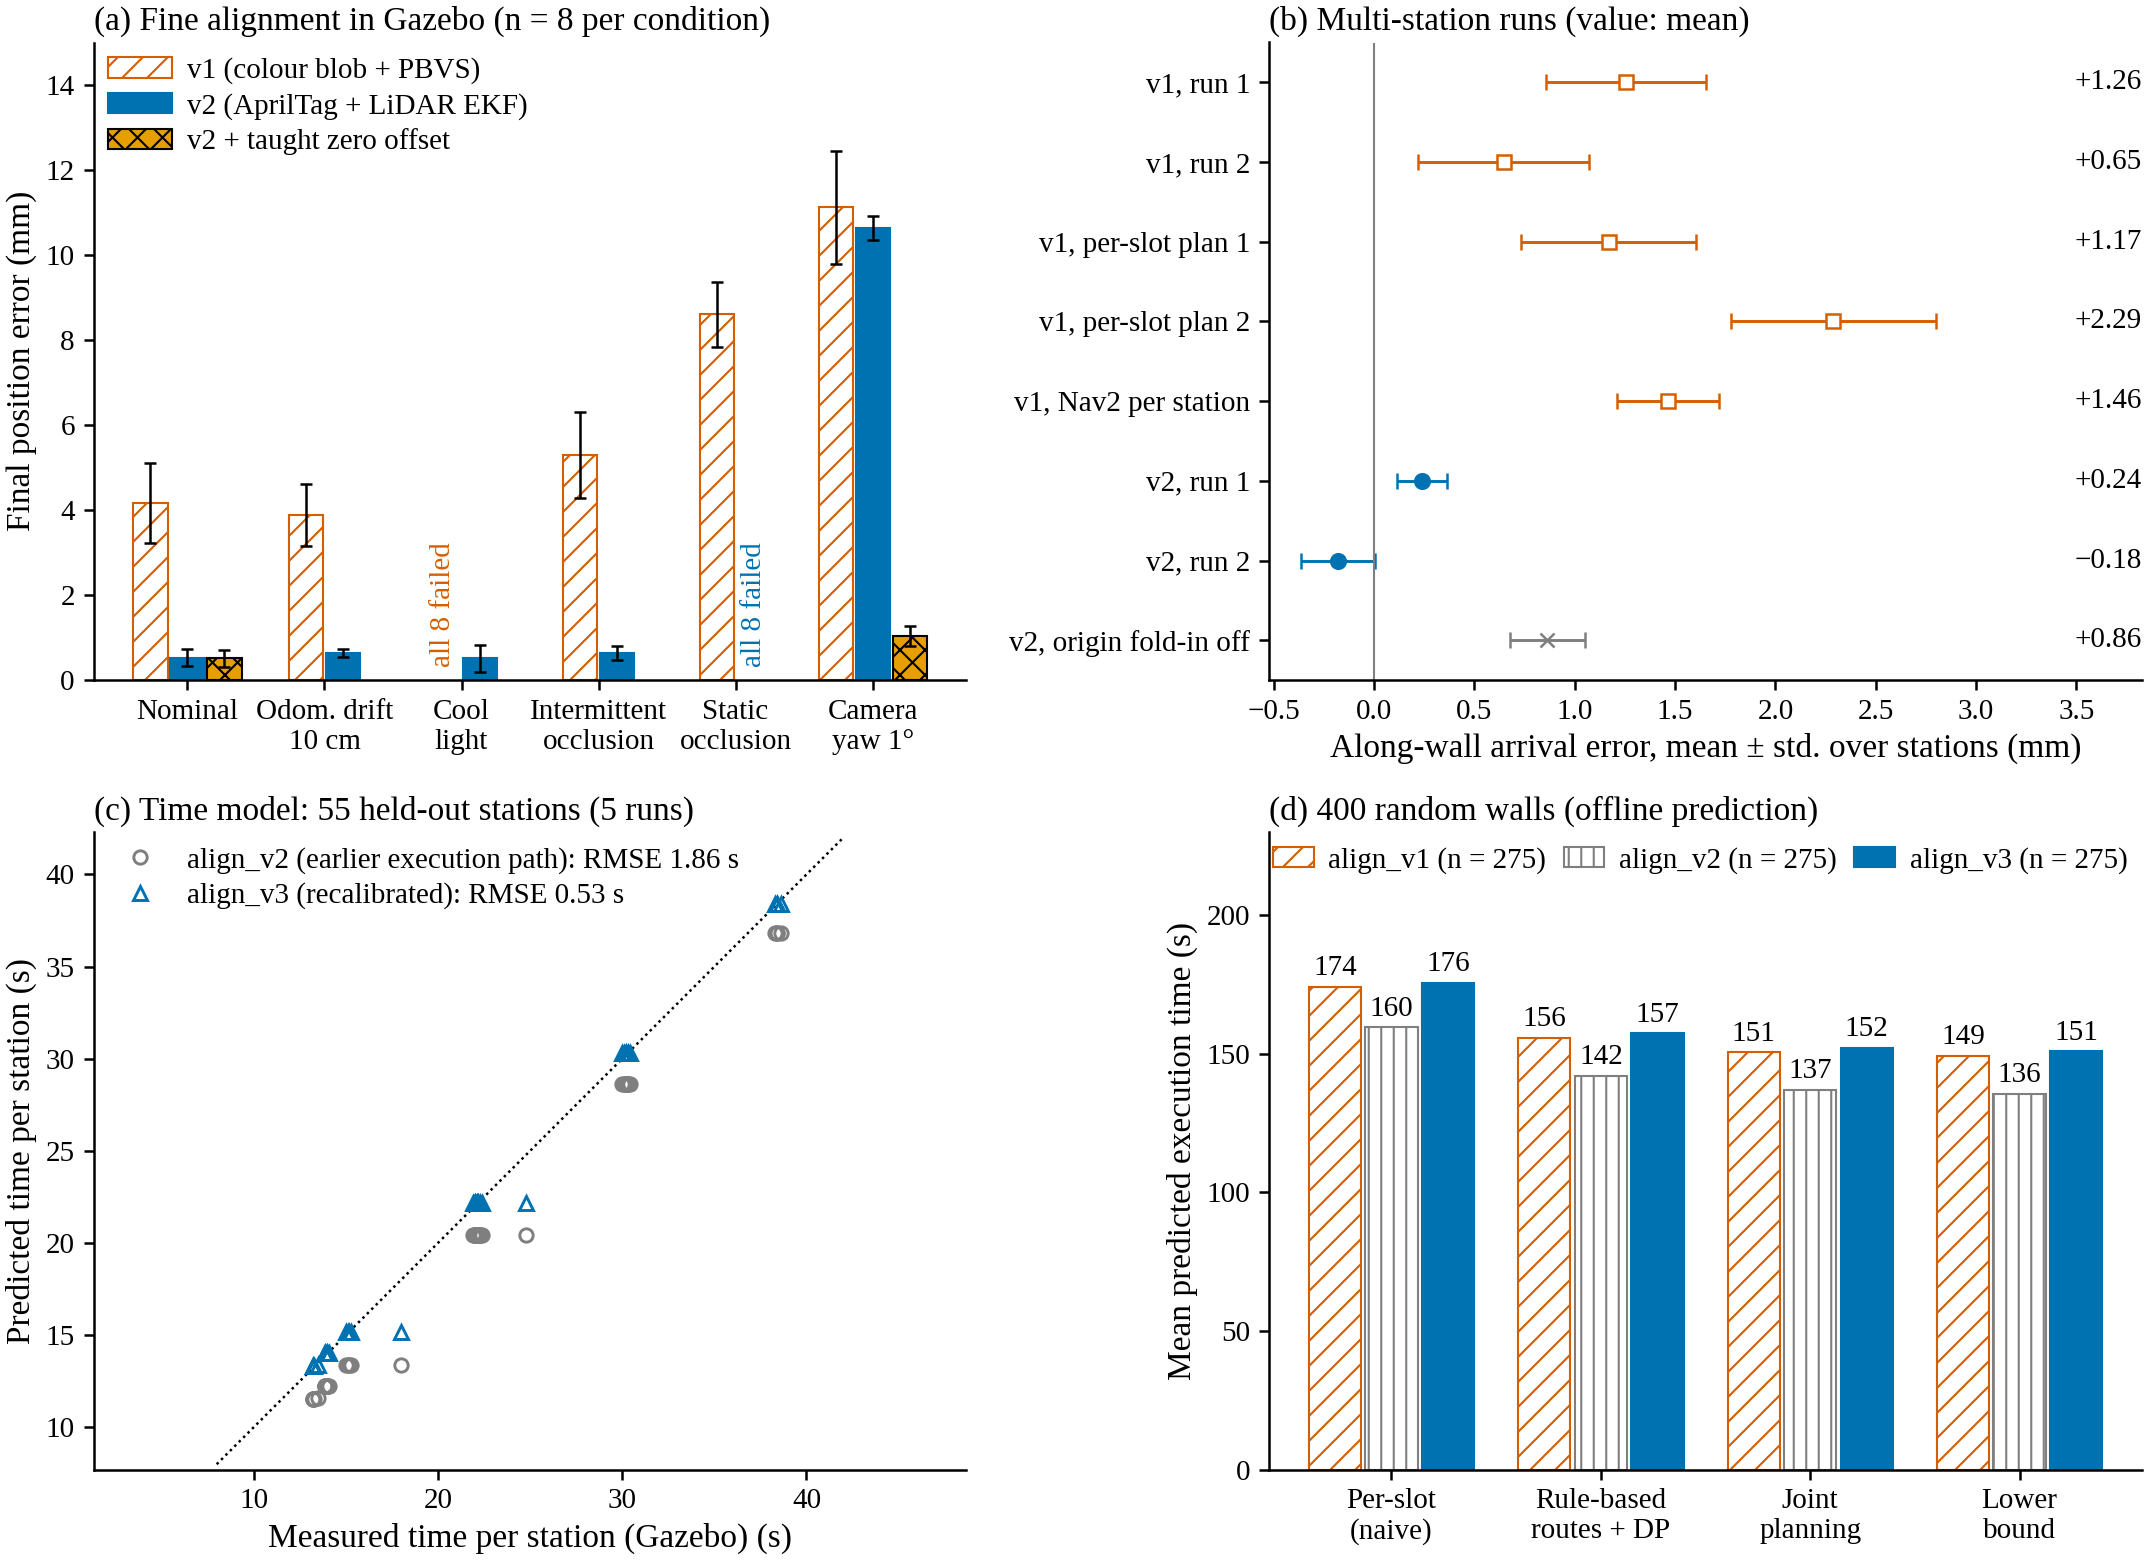 (a) Fine alignment in Gazebo (n = 8 per condition)
v1 (colour blob + PBVS)
v2 (AprilTag + LiDAR EKF)
v2 + taught zero offset
Final position error (mm)
14
12
10
8
6
4
2
0
all 8 failed
all 8 failed
Nominal
Odom. drift
10 cm
Cool
light
Intermittent
occlusion
Static
occlusion
Camera
yaw 1°
(b) Multi-station runs (value: mean)
v1, run 1
+1.26
v1, run 2
+0.65
v1, per-slot plan 1
+1.17
v1, per-slot plan 2
+2.29
v1, Nav2 per station
+1.46
v2, run 1
+0.24
v2, run 2
−0.18
v2, origin fold-in off
+0.86
−0.5
0.0
0.5
1.0
1.5
2.0
2.5
3.0
3.5
Along-wall arrival error, mean ± std. over stations (mm)
(c) Time model: 55 held-out stations (5 runs)
align_v2 (earlier execution path): RMSE 1.86 s
align_v3 (recalibrated): RMSE 0.53 s
Predicted time per station (s)
40
35
30
25
20
15
10
10
20
30
40
Measured time per station (Gazebo) (s)
(d) 400 random walls (offline prediction)
align_v1 (n = 275)
align_v2 (n = 275)
align_v3 (n = 275)
Mean predicted execution time (s)
200
150
100
50
0
174
160
176
156
142
157
151
137
152
149
136
151
Per-slot
(naive)
Rule-based
routes + DP
Joint
planning
Lower
bound